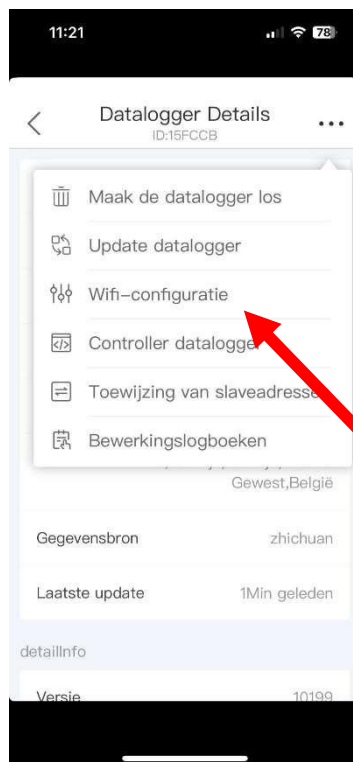 11:21
78
Datalogger Details
ID:15FCCB
Maak de datalogger los
Update datalogger
Wifi-configuratie
Controller datalogger
Toewijzing van slaveadresse
Bewerkingslogboeken
Gewest,België
Gegevensbron
zhichuan
Laatste update
1Min geleden
detailInfo
Versie
10199